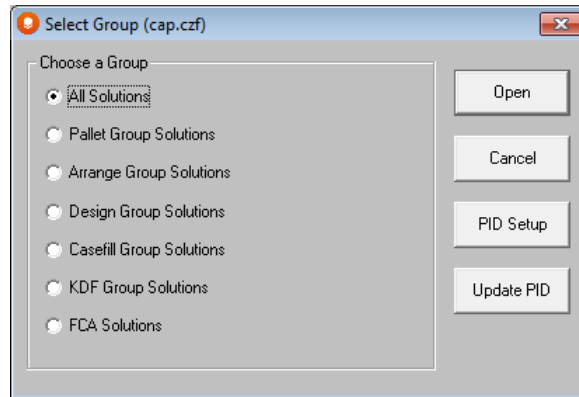 Select Group (cap.czf)
Choose a Group
All Solutions
Pallet Group Solutions
Arrange Group Solutions
Design Group Solutions
Casefill Group Solutions
KDF Group Solutions
FCA Solutions
Open
Cancel
PID Setup
Update PID